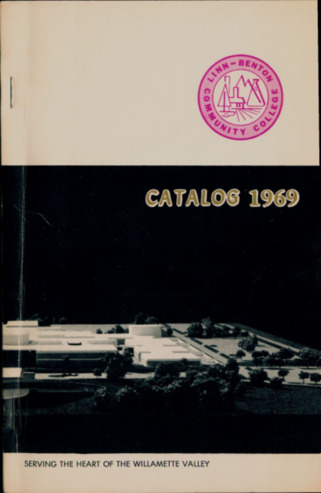 LINN-BENTON
COMMUNITY COLLEGE
CATALOG 1969
SERVING THE HEART OF THE WILLAMETTE VALLEY